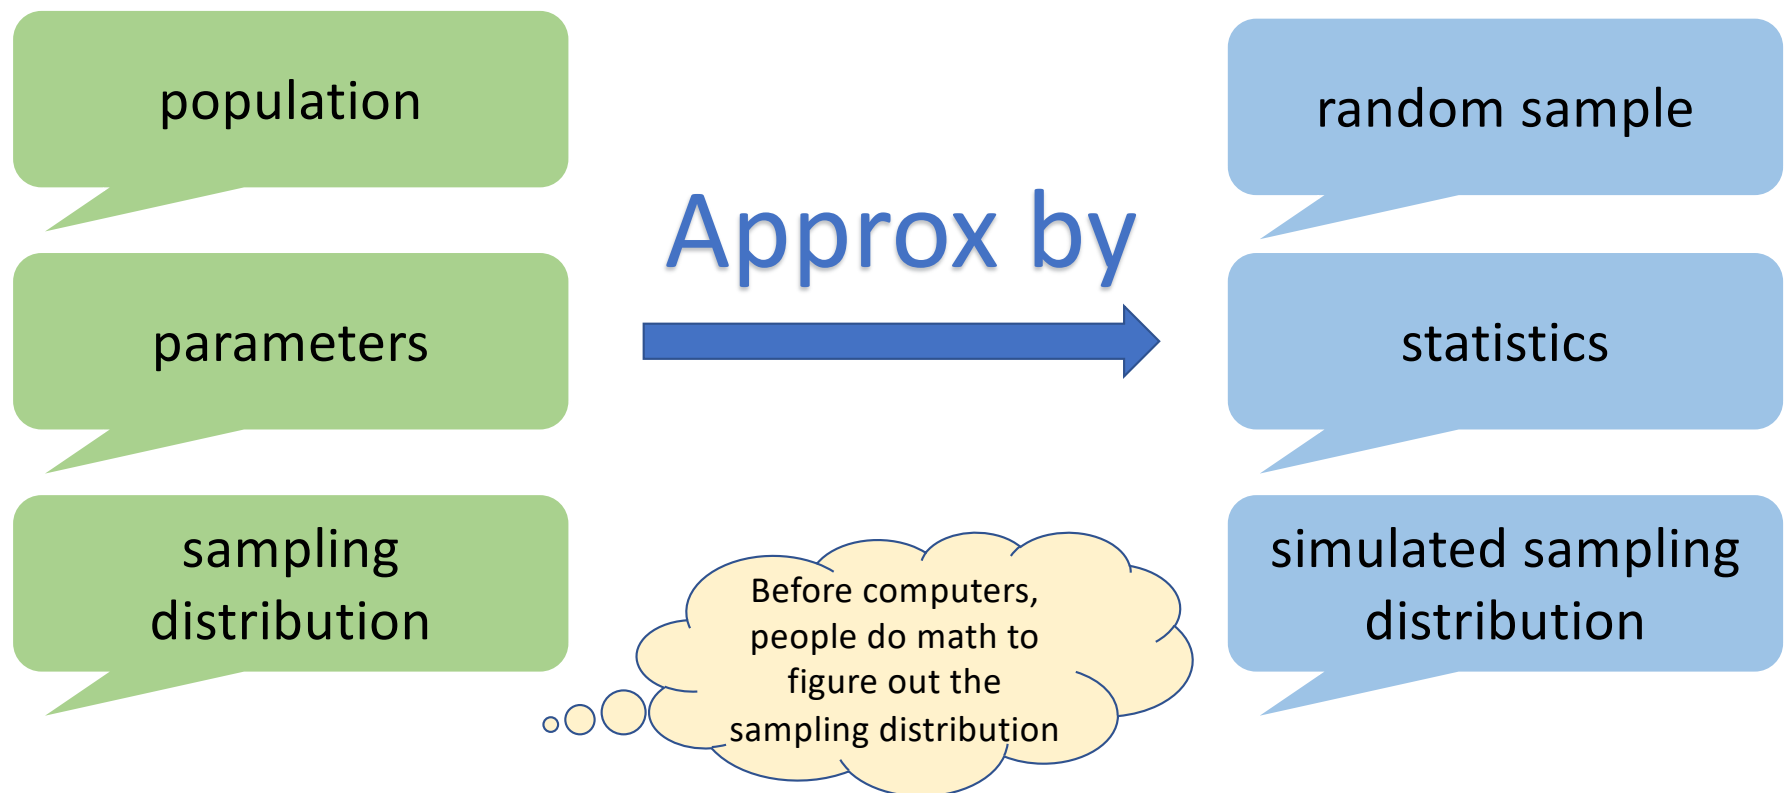 population
random sample
Approx by
parameters
statistics
sampling
distribution
simulated sampling
distribution
Before computers,
people do math to
figure out the
sampling distribution